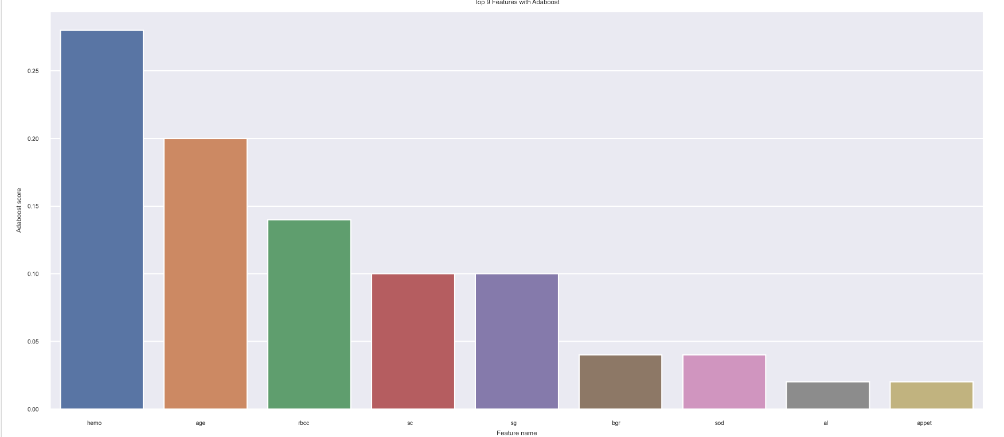 Top 9 Features with Adaboost
0.25
0.20
0.15
0.10
0.05
0.00
Adaboost score
hemo age rbcc sc sg bgr sod al appet
Feature name